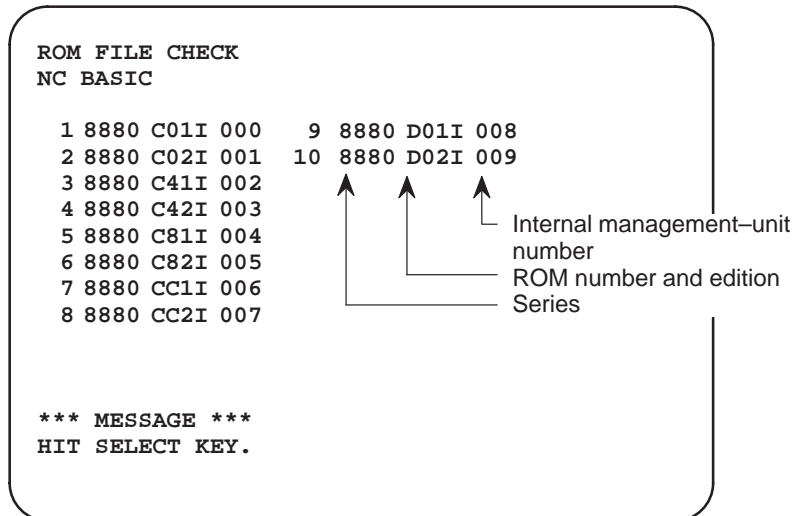 ROM FILE CHECK
NC BASIC
1 8880 C01I 000 9 8880 D01I 008
2 8880 C02I 001 10 8880 D02I 009
3 8880 C41I 002
4 8880 C42I 003
5 8880 C81I 004
6 8880 C82I 005
7 8880 CC1I 006
8 8880 CC2I 007
Internal management–unit
number
ROM number and edition
Series
*** MESSAGE ***
HIT SELECT KEY.